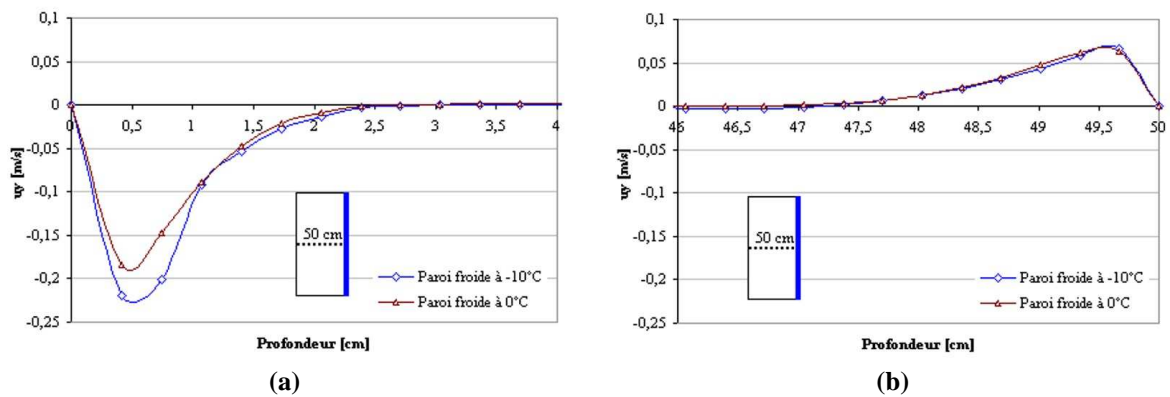 0,1
0,05
0
-0,05
-0,1
-0,15
-0,2
-0,25
uy [m/s]
0 0,5 1 1,5 2 2,5 3 3,5 4
50 cm
Paroi froide à -10°C
Paroi froide à 0°C
Profondeur [cm]
(a)
0,1
0,05
0
-0,05
-0,1
-0,15
-0,2
-0,25
uy [m/s]
46 46,5 47 47,5 48 48,5 49 49,5 50
50 cm
Paroi froide à -10°C
Paroi froide à 0°C
Profondeur [cm]
(b)